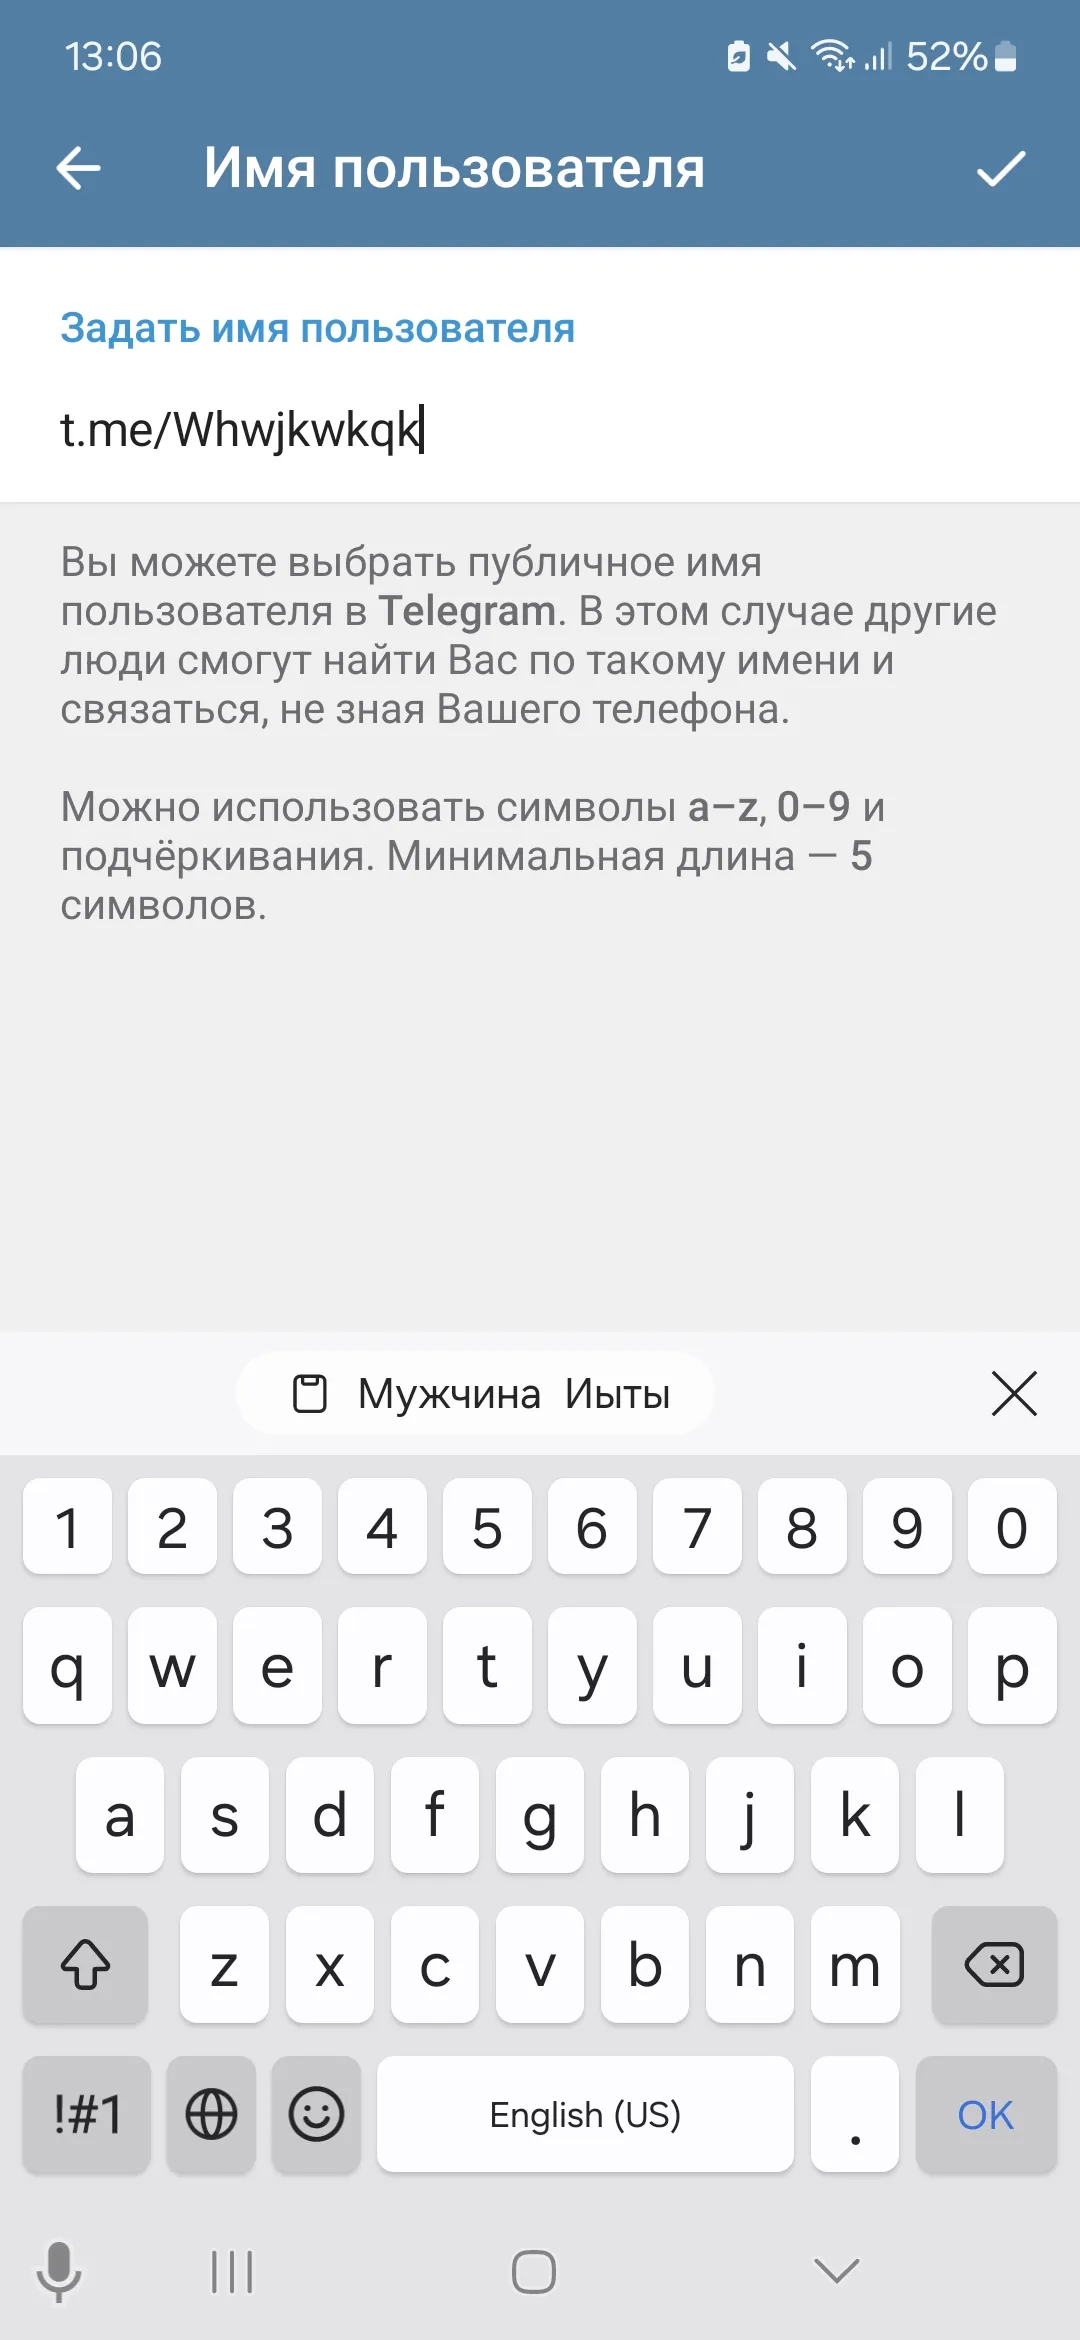 13:06
52%
Имя пользователя
Задать имя пользователя
t.me/Whwjkwkqk
Вы можете выбрать публичное имя
пользователя в Telegram. В этом случае другие
люди смогут найти Вас по такому имени и
связаться, не зная Вашего телефона.
Можно использовать символы a–z, 0–9 и
подчёркивания. Минимальная длина — 5
символов.
Мужчина Иыты
1 2 3 4 5 6 7 8 9 0
q w e r t y u i o p
a s d f g h j k l
z x c v b n m
!#1 English (US) . OK